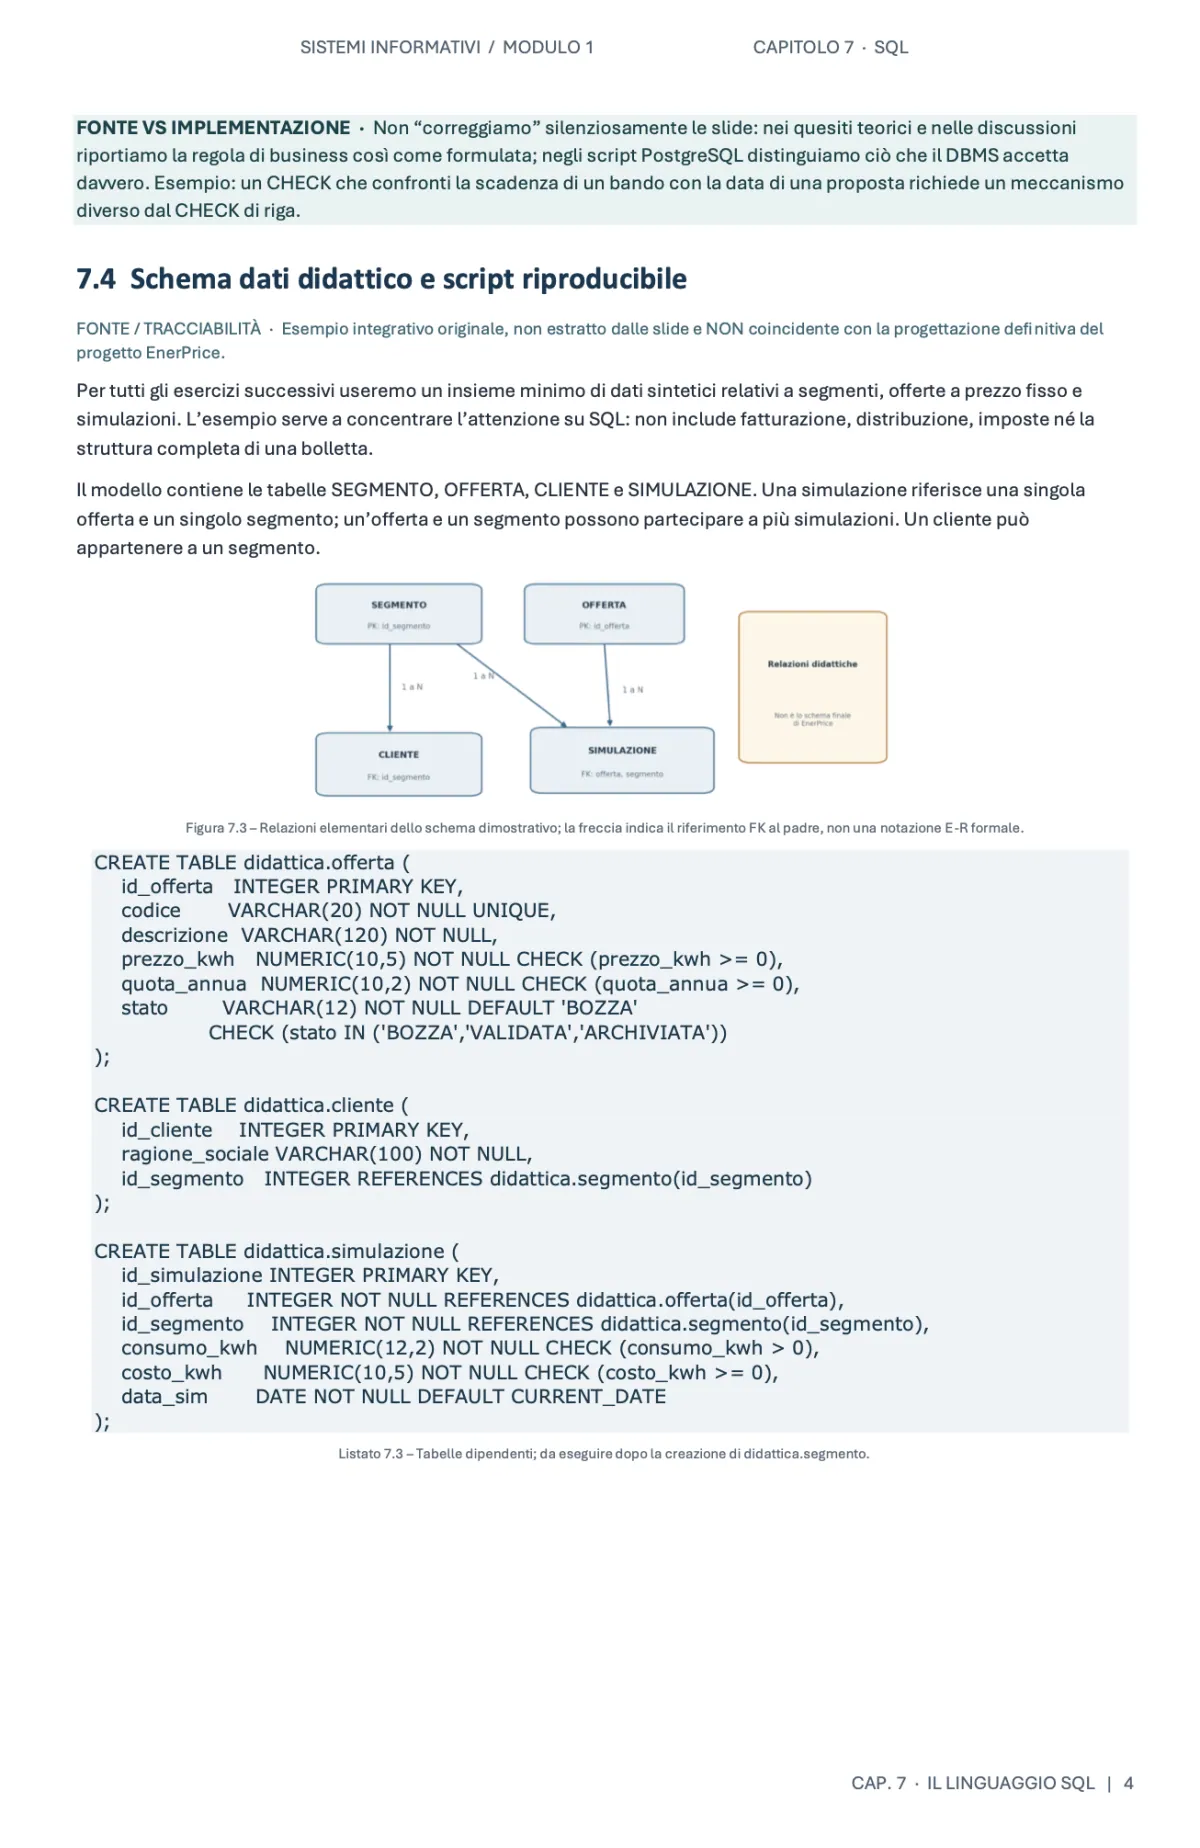 SISTEMI INFORMATIVI / MODULO 1 CAPITOLO 7 · SQL
FONTE VS IMPLEMENTAZIONE · Non “correggiamo” silenziosamente le slide: nei quesiti teorici e nelle discussioni
riportiamo la regola di business così come formulata; negli script PostgreSQL distinguiamo ciò che il DBMS accetta
davvero. Esempio: un CHECK che confronti la scadenza di un bando con la data di una proposta richiede un meccanismo
diverso dal CHECK di riga.
7.4 Schema dati didattico e script riproducibile
FONTE / TRACCIABILITÀ · Esempio integrativo originale, non estratto dalle slide e NON coincidente con la progettazione definitiva del
progetto EnerPrice.
Per tutti gli esercizi successivi useremo un insieme minimo di dati sintetici relativi a segmenti, offerte a prezzo fisso e
simulazioni. L’esempio serve a concentrare l’attenzione su SQL: non include fatturazione, distribuzione, imposte né la
struttura completa di una bolletta.
Il modello contiene le tabelle SEGMENTO, OFFERTA, CLIENTE e SIMULAZIONE. Una simulazione riferisce una singola
offerta e un singolo segmento; un’offerta e un segmento possono partecipare a più simulazioni. Un cliente può
appartenere a un segmento.
SEGMENTO
PK: id_segmento
OFFERTA
PK: id_offerta
Relazioni didattiche
Non è lo schema finale
di EnerPrice
1 a N
1 a N
1 a N
CLIENTE
FK: id_segmento
SIMULAZIONE
FK: offerta, segmento
Figura 7.3 – Relazioni elementari dello schema dimostrativo; la freccia indica il riferimento FK al padre, non una notazione E-R formale.
CREATE TABLE didattica.offerta (
id_offerta INTEGER PRIMARY KEY,
codice VARCHAR(20) NOT NULL UNIQUE,
descrizione VARCHAR(120) NOT NULL,
prezzo_kwh NUMERIC(10,5) NOT NULL CHECK (prezzo_kwh >= 0),
quota_annua NUMERIC(10,2) NOT NULL CHECK (quota_annua >= 0),
stato VARCHAR(12) NOT NULL DEFAULT 'BOZZA'
CHECK (stato IN ('BOZZA','VALIDATA','ARCHIVIATA'))
);
CREATE TABLE didattica.cliente (
id_cliente INTEGER PRIMARY KEY,
ragione_sociale VARCHAR(100) NOT NULL,
id_segmento INTEGER REFERENCES didattica.segmento(id_segmento)
);
CREATE TABLE didattica.simulazione (
id_simulazione INTEGER PRIMARY KEY,
id_offerta INTEGER NOT NULL REFERENCES didattica.offerta(id_offerta),
id_segmento INTEGER NOT NULL REFERENCES didattica.segmento(id_segmento),
consumo_kwh NUMERIC(12,2) NOT NULL CHECK (consumo_kwh > 0),
costo_kwh NUMERIC(10,5) NOT NULL CHECK (costo_kwh >= 0),
data_sim DATE NOT NULL DEFAULT CURRENT_DATE
);
Listato 7.3 – Tabelle dipendenti; da eseguire dopo la creazione di didattica.segmento.
CAP. 7 · IL LINGUAGGIO SQL | 4